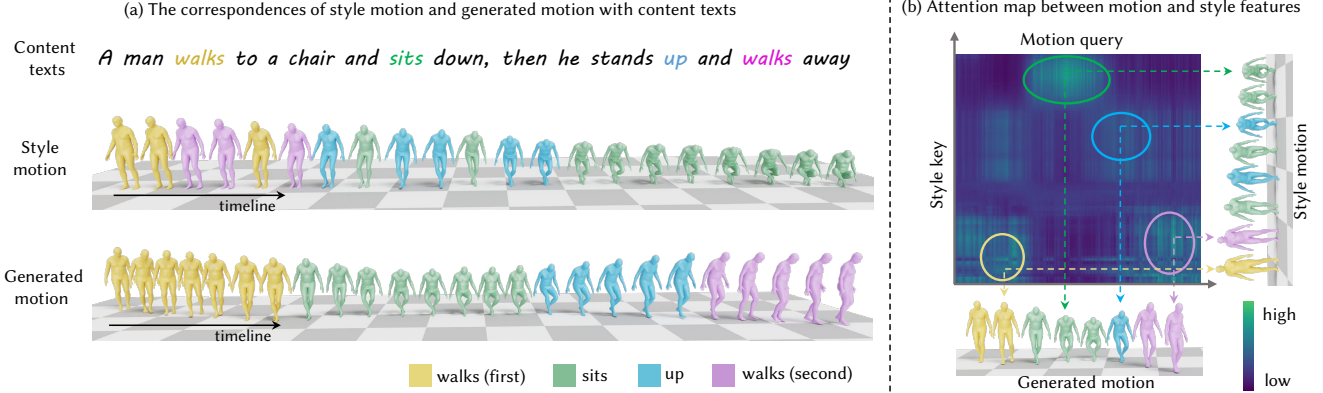 (a) The correspondences of style motion and generated motion with content texts
Content
texts
A man walks to a chair and sits down, then he stands up and walks away
Style
motion
timeline
Generated
motion
timeline
walks (first)
sits
up
walks (second)
(b) Attention map between motion and style features
Motion query
Style key
Style motion
Generated motion
high
low